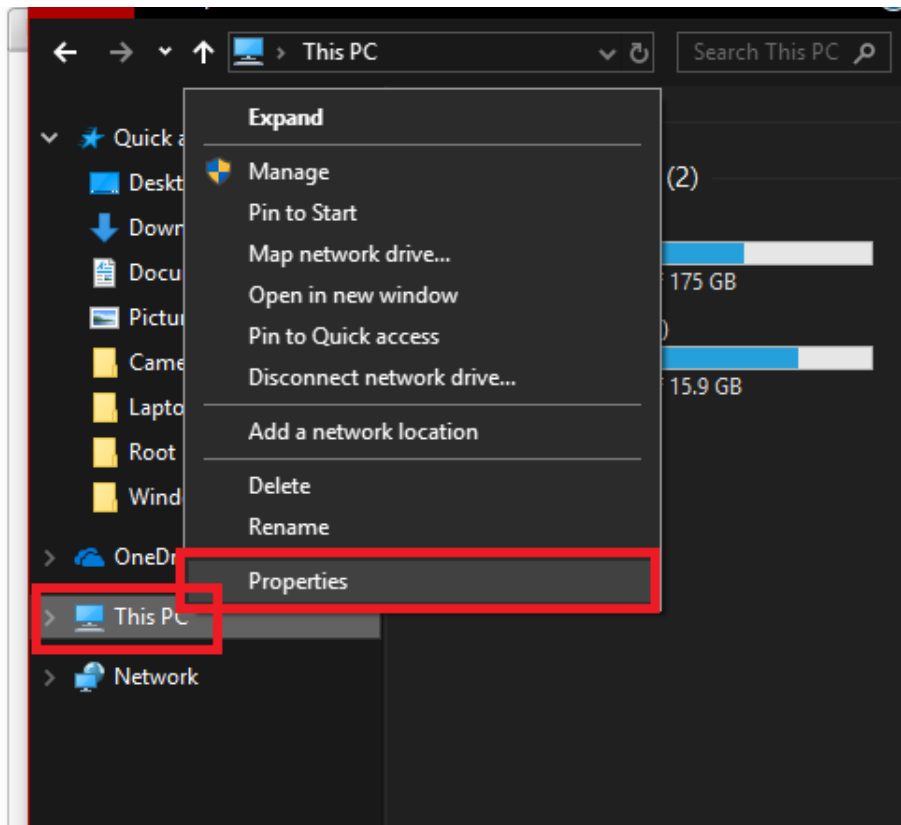 This PC
Search This PC
Expand
Quick
Manage
(2)
Pin to Start
Map network drive...
175 GB
Open in new window
Pin to Quick access
)
Disconnect network drive...
15.9 GB
Add a network location
Root
Delete
Rename
Properties
This PC
Network